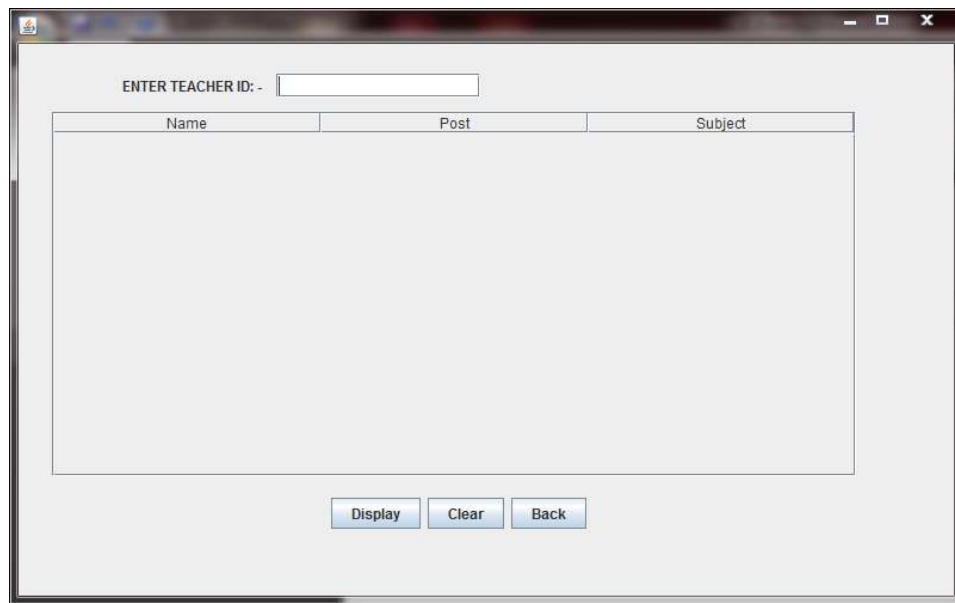 ENTER TEACHER ID: -
Name Post Subject
Display Clear Back